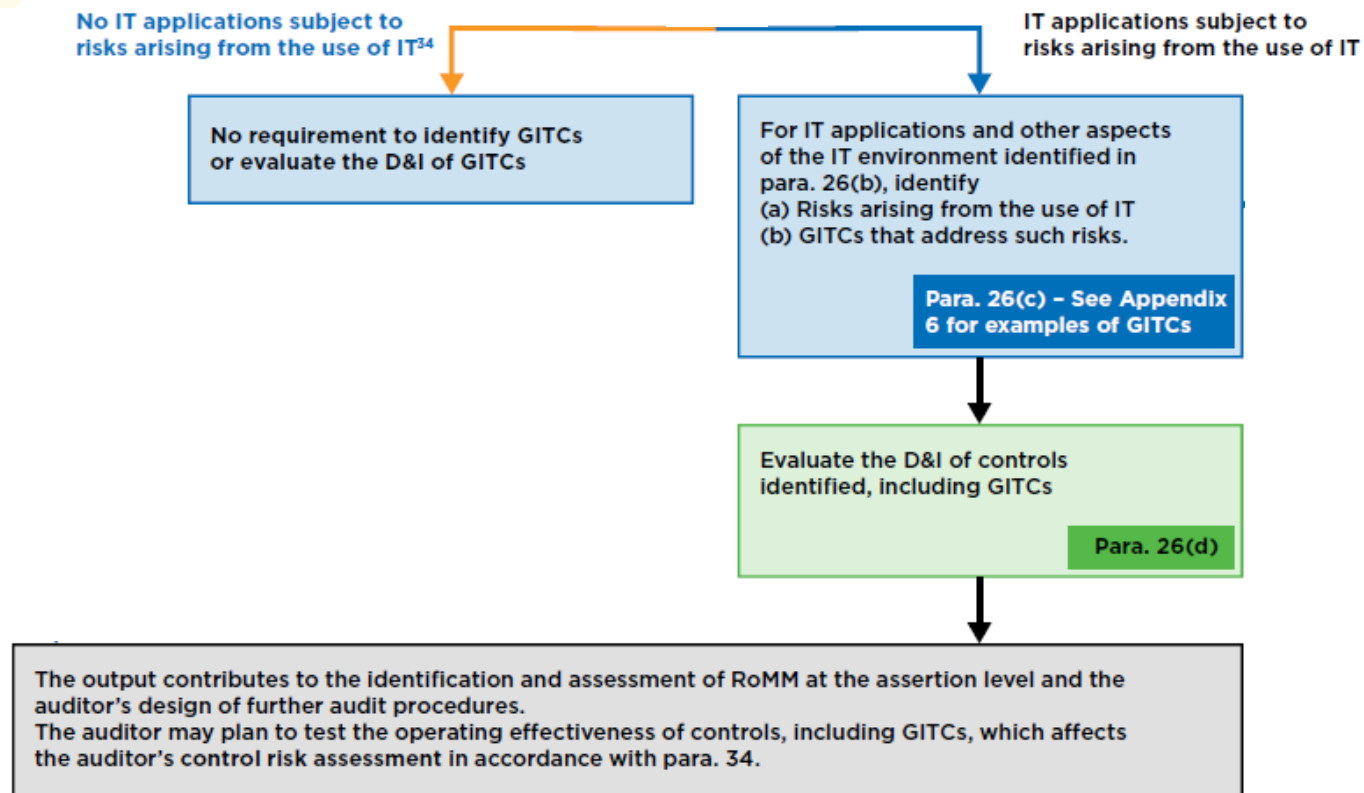 No IT applications subject to
risks arising from the use of IT³⁴
IT applications subject to
risks arising from the use of IT
No requirement to identify GITCs
or evaluate the D&I of GITCs
For IT applications and other aspects
of the IT environment identified in
para. 26(b), identify
(a) Risks arising from the use of IT
(b) GITCs that address such risks.
Para. 26(c) – See Appendix
6 for examples of GITCs
Evaluate the D&I of controls
identified, including GITCs
Para. 26(d)
The output contributes to the identification and assessment of RoMM at the assertion level and the
auditor's design of further audit procedures.
The auditor may plan to test the operating effectiveness of controls, including GITCs, which affects
the auditor's control risk assessment in accordance with para. 34.